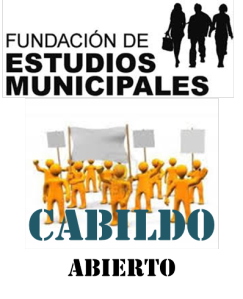 FUNDACIÓN DE
ESTUDIOS
MUNICIPALES
CABILDO
ABIERTO